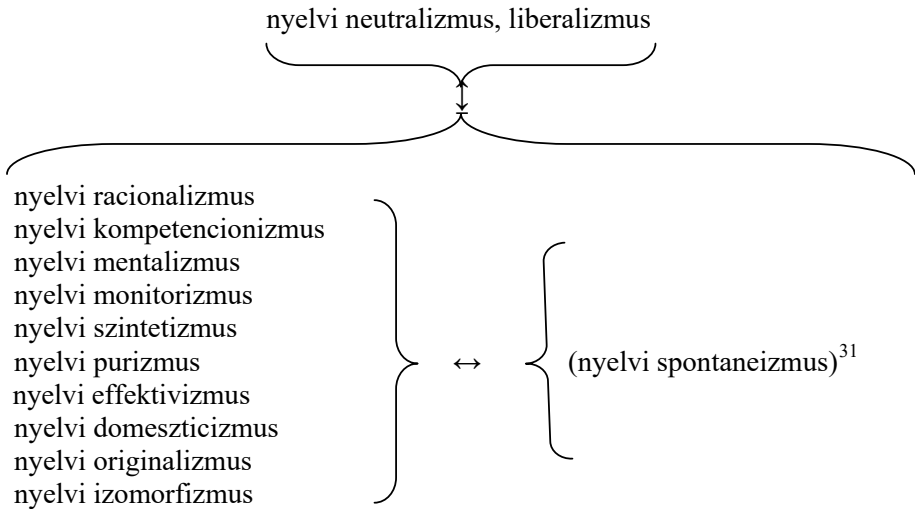 nyelvi neutralizmus, liberalizmus
nyelvi racionalizmus
nyelvi kompetencionizmus
nyelvi mentalizmus
nyelvi monitorizmus
nyelvi szintetizmus
nyelvi purizmus
nyelvi effektivizmus
nyelvi domeszticizmus
nyelvi originalizmus
nyelvi izomorfizmus
↔
(nyelvi spontaneizmus)31